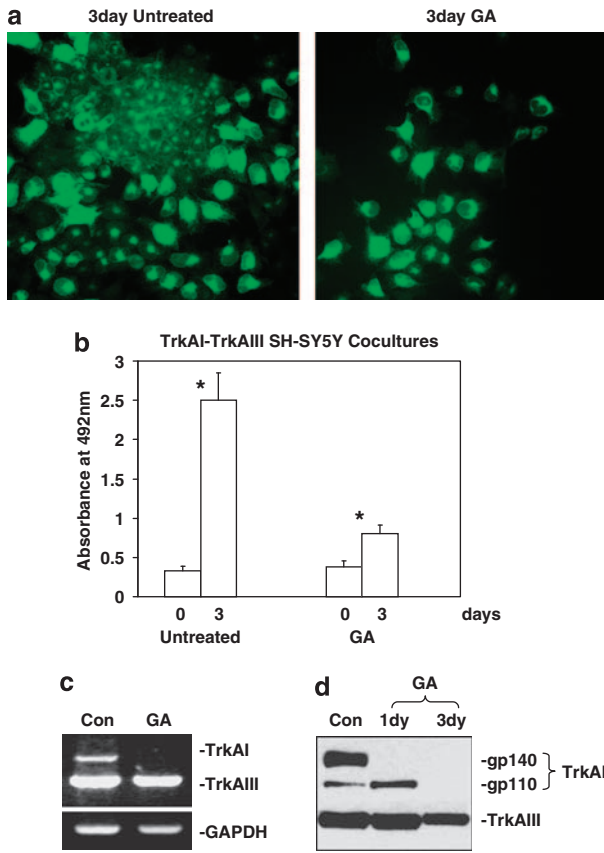 a
3day Untreated 3day GA
b
TrkAI-TrkAIII SH-SY5Y Cocultures
Absorbance at 492nm
3
2.5
2
1.5
1
0.5
0
* *
0 3 0 3 days
Untreated GA
c
Con GA
-TrkAI
-TrkAIII
-GAPDH
d
GA
Con 1dy 3dy
-gp140
-gp110
TrkAI
-TrkAIII